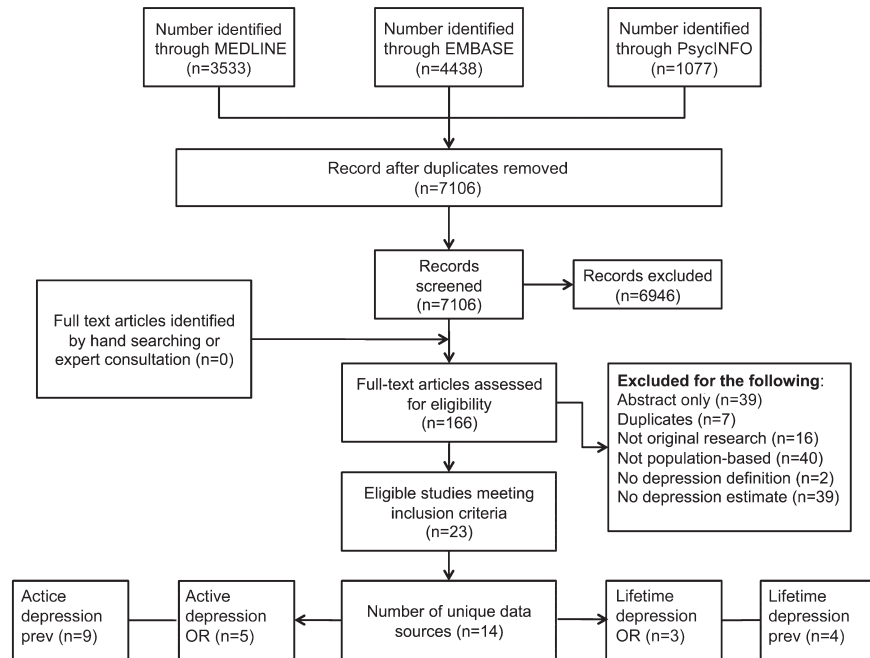 Number identified
through MEDLINE
(n=3533)
Number identified
through EMBASE
(n=4438)
Number identified
through PsycINFO
(n=1077)
Record after duplicates removed
(n=7106)
Records
screened
(n=7106)
Records excluded
(n=6946)
Full text articles identified
by hand searching or
expert consultation (n=0)
Full-text articles assessed
for eligibility
(n=166)
Excluded for the following:
Abstract only (n=39)
Duplicates (n=7)
Not original research (n=16)
Not population-based (n=40)
No depression definition (n=2)
No depression estimate (n=39)
Eligible studies meeting
inclusion criteria
(n=23)
Actice
depression
prev (n=9)
Active
depression
OR (n=5)
Number of unique data
sources (n=14)
Lifetime
depression
OR (n=3)
Lifetime
depression
prev (n=4)